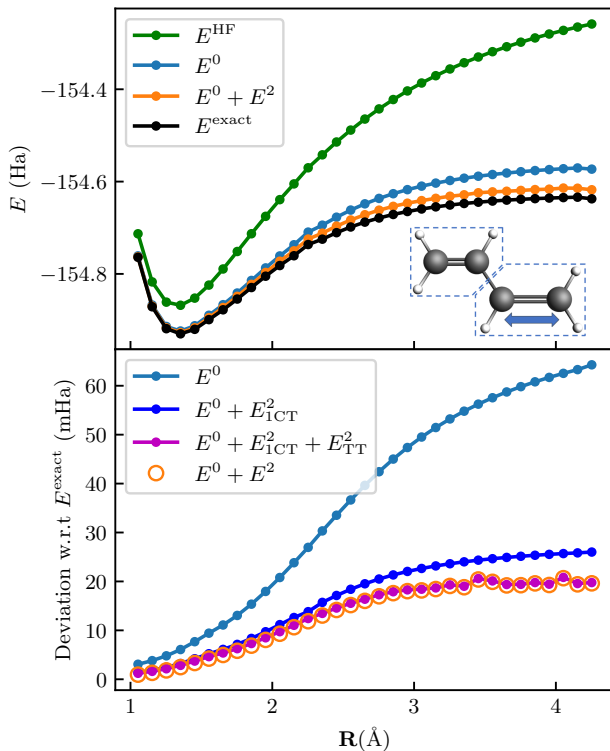 E^HF
E^0
E^0 + E^2
E^exact
−154.4
−154.6
−154.8
E (Ha)
E^0
E^0 + E^2_1CT
E^0 + E^2_1CT + E^2_TT
E^0 + E^2
60
50
40
30
20
10
0
Deviation w.r.t E^exact (mHa)
1 2 3 4
R(Å)